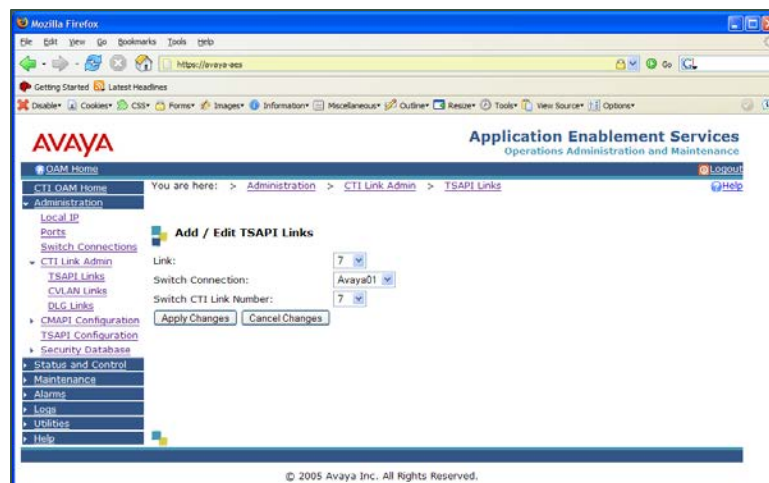 Mozilla Firefox
File Edit View Go Bookmarks Tools Help
https://avaya-aes
Go
Getting Started Latest Headlines
Disable Cookies CSS Forms Images Information Miscellaneous Outline Resize Tools View Source Options
AVAYA
Application Enablement Services
Operations Administration and Maintenance
OAM Home
Logout
CTI OAM Home
You are here: > Administration > CTI Link Admin > TSAPI Links
Help
Administration
Local IP
Ports
Switch Connections
CTI Link Admin
TSAPI Links
CVLAN Links
DLG Links
CMAPI Configuration
TSAPI Configuration
Security Database
Status and Control
Maintenance
Alarms
Logs
Utilities
Help
Add / Edit TSAPI Links
Link: 7
Switch Connection: Avaya01
Switch CTI Link Number: 7
Apply Changes Cancel Changes
© 2005 Avaya Inc. All Rights Reserved.